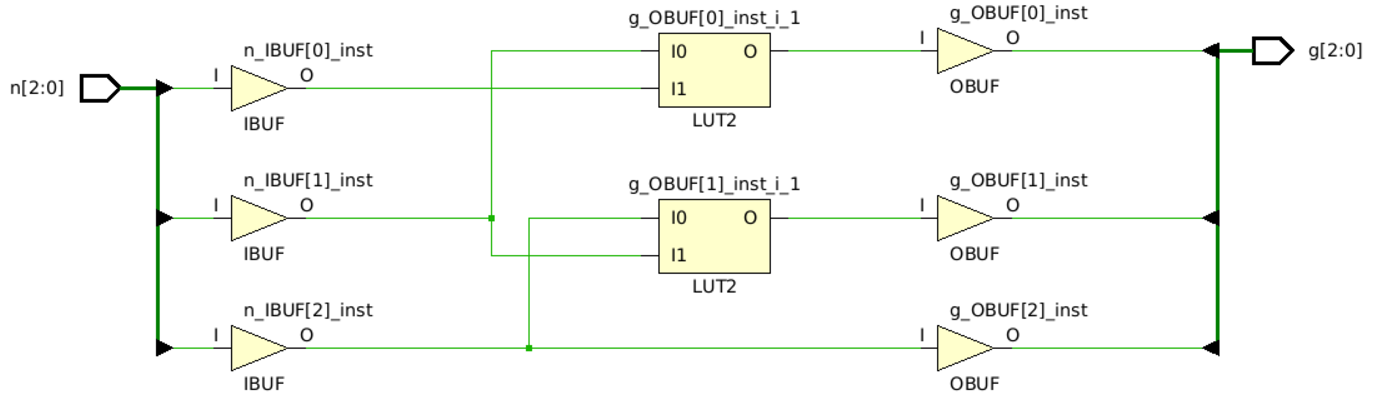 g_OBUF[0]_inst_i_1
g_OBUF[0]_inst
n_IBUF[0]_inst
I0 O
I O
g[2:0]
I O
n[2:0]
I1
OBUF
IBUF
LUT2
n_IBUF[1]_inst
g_OBUF[1]_inst_i_1
g_OBUF[1]_inst
I O
I0 O
I O
I1
IBUF
OBUF
LUT2
n_IBUF[2]_inst
g_OBUF[2]_inst
I O
I O
IBUF
OBUF